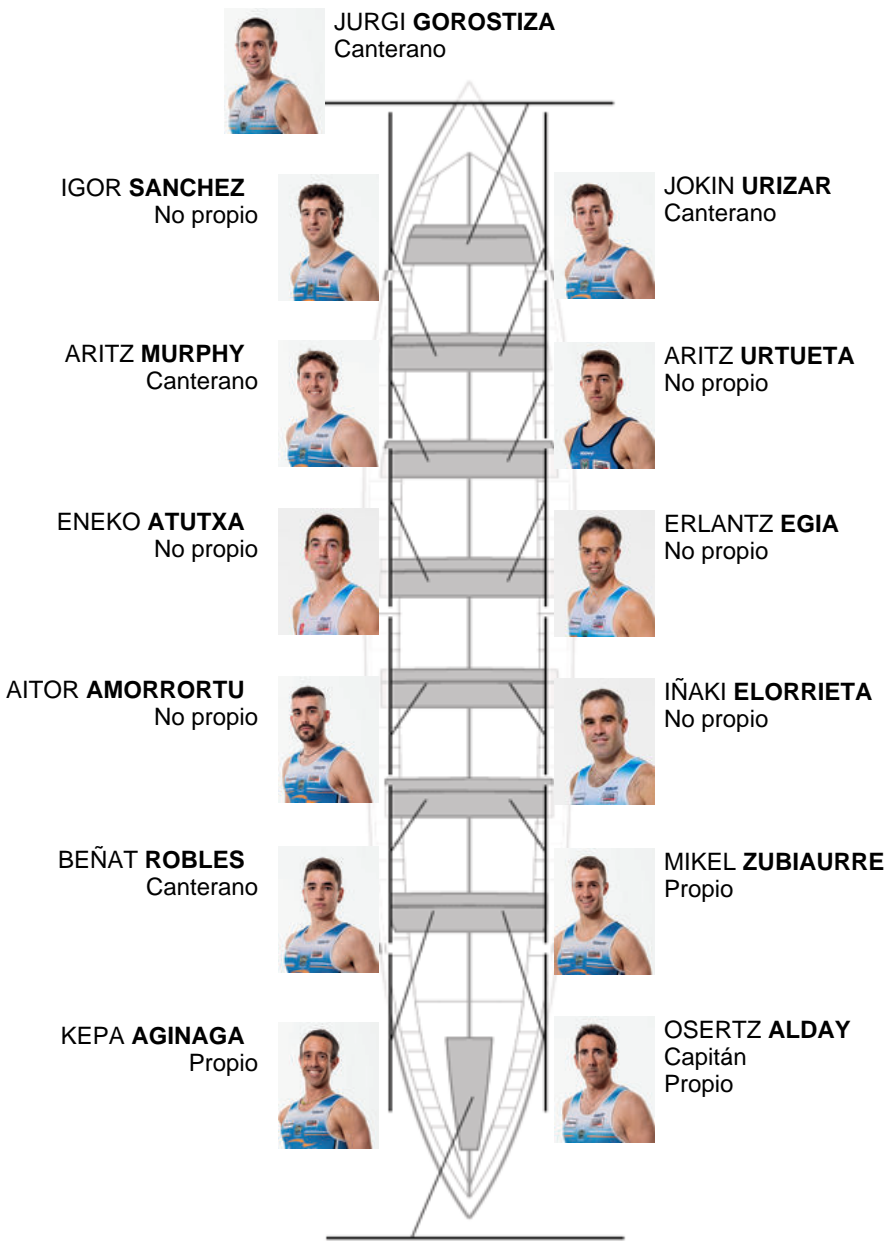 JURGI GOROSTIZA
Canterano
IGOR SANCHEZ
No propio
JOKIN URIZAR
Canterano
ARITZ MURPHY
Canterano
ARITZ URTUETA
No propio
ENEKO ATUTXA
No propio
ERLANTZ EGIA
No propio
AITOR AMORRORTU
No propio
IÑAKI ELORRIETA
No propio
BEÑAT ROBLES
Canterano
MIKEL ZUBIAURRE
Propio
KEPA AGINAGA
Propio
OSERTZ ALDAY
Capitán
Propio